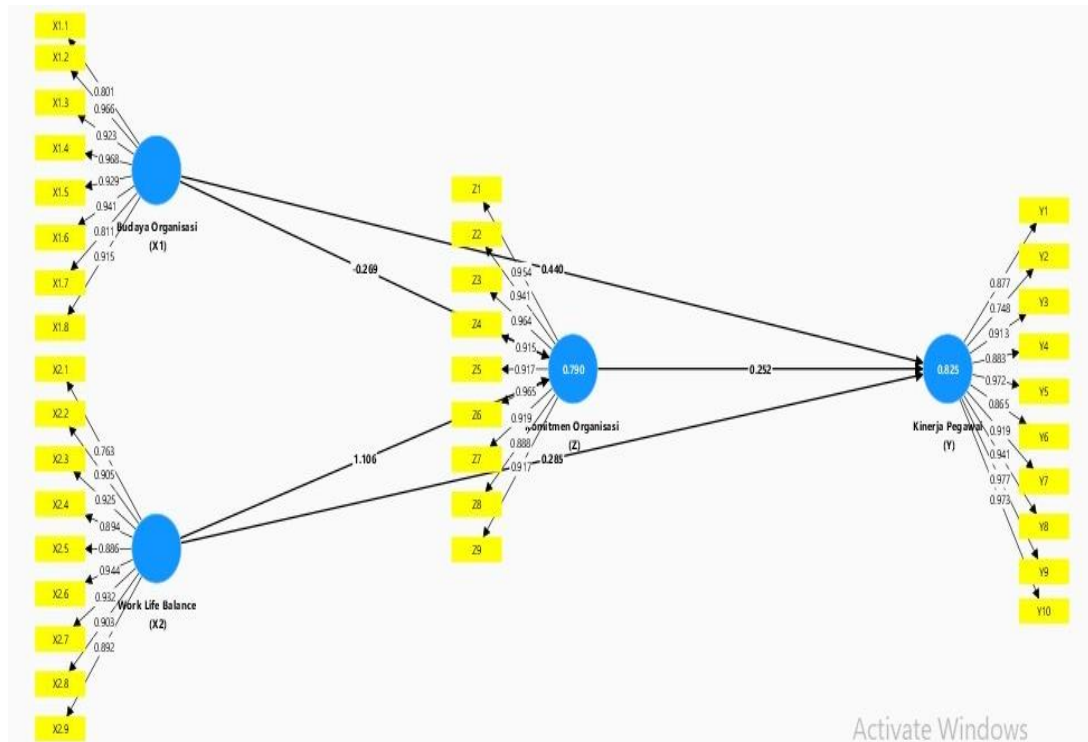 X1.1
X1.2
X1.3
X1.4
X1.5
X1.6
X1.7
X1.8
0.801
0.966
0.923
0.968
0.929
0.941
0.811
0.915
Budaya Organisasi
(X1)
X2.1
X2.2
X2.3
X2.4
X2.5
X2.6
X2.7
X2.8
X2.9
0.763
0.905
0.925
0.894
0.886
0.944
0.932
0.903
0.892
Work Life Balance
(X2)
-0.269
0.440
1.106
0.285
0.252
Z1
Z2
Z3
Z4
Z5
Z6
Z7
Z8
Z9
0.954
0.941
0.964
0.915
0.917
0.965
0.919
0.888
0.917
0.790
Komitmen Organisasi
(Z)
0.825
Kinerja Pegawai
(Y)
0.877
0.748
0.913
0.883
0.972
0.865
0.919
0.941
0.977
0.973
Y1
Y2
Y3
Y4
Y5
Y6
Y7
Y8
Y9
Y10
Activate Windows